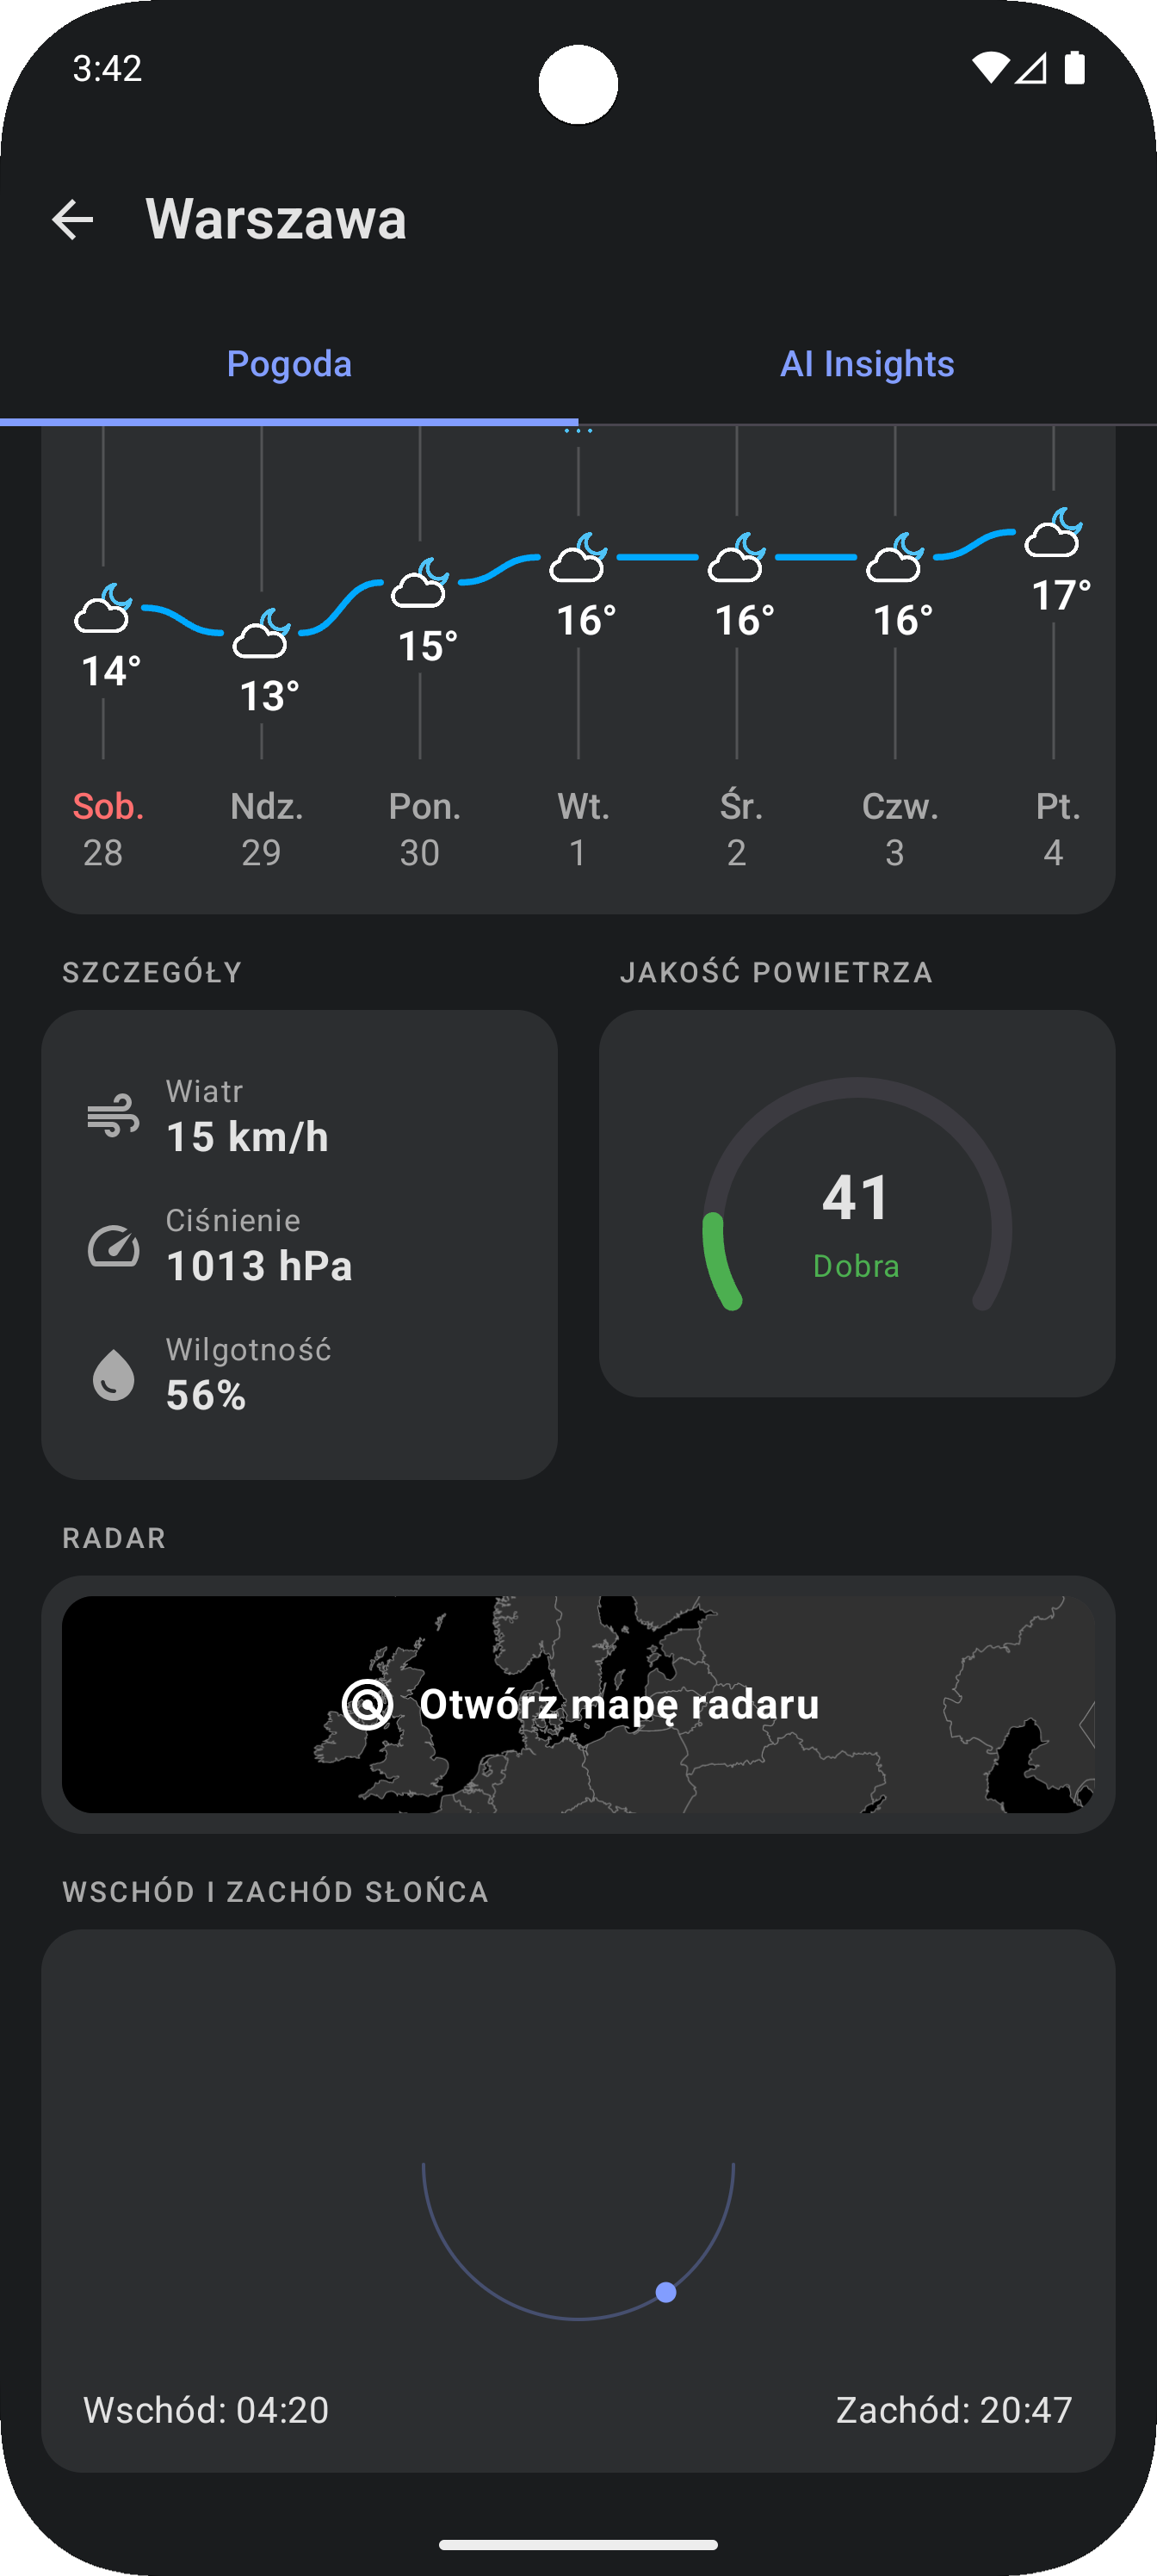 3:42
Warszawa
Pogoda
AI Insights
14° 13° 15° 16° 16° 16° 17°
Sob. Ndz. Pon. Wt. Śr. Czw. Pt.
28 29 30 1 2 3 4
SZCZEGÓŁY
Wiatr
15 km/h
Ciśnienie
1013 hPa
Wilgotność
56%
JAKOŚĆ POWIETRZA
41
Dobra
RADAR
Otwórz mapę radaru
WSCHÓD I ZACHÓD SŁOŃCA
Wschód: 04:20
Zachód: 20:47